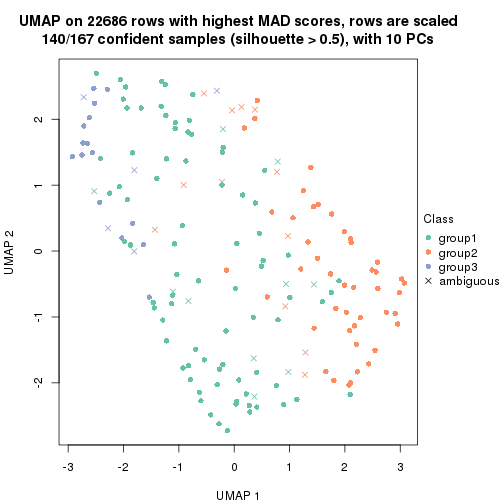 UMAP on 22686 rows with highest MAD scores, rows are scaled
140/167 confident samples (silhouette > 0.5), with 10 PCs
UMAP 2
2
1
0
-1
-2
-3
-2
-1
0
1
2
3
UMAP 1
Class
group1
group2
group3
ambiguous